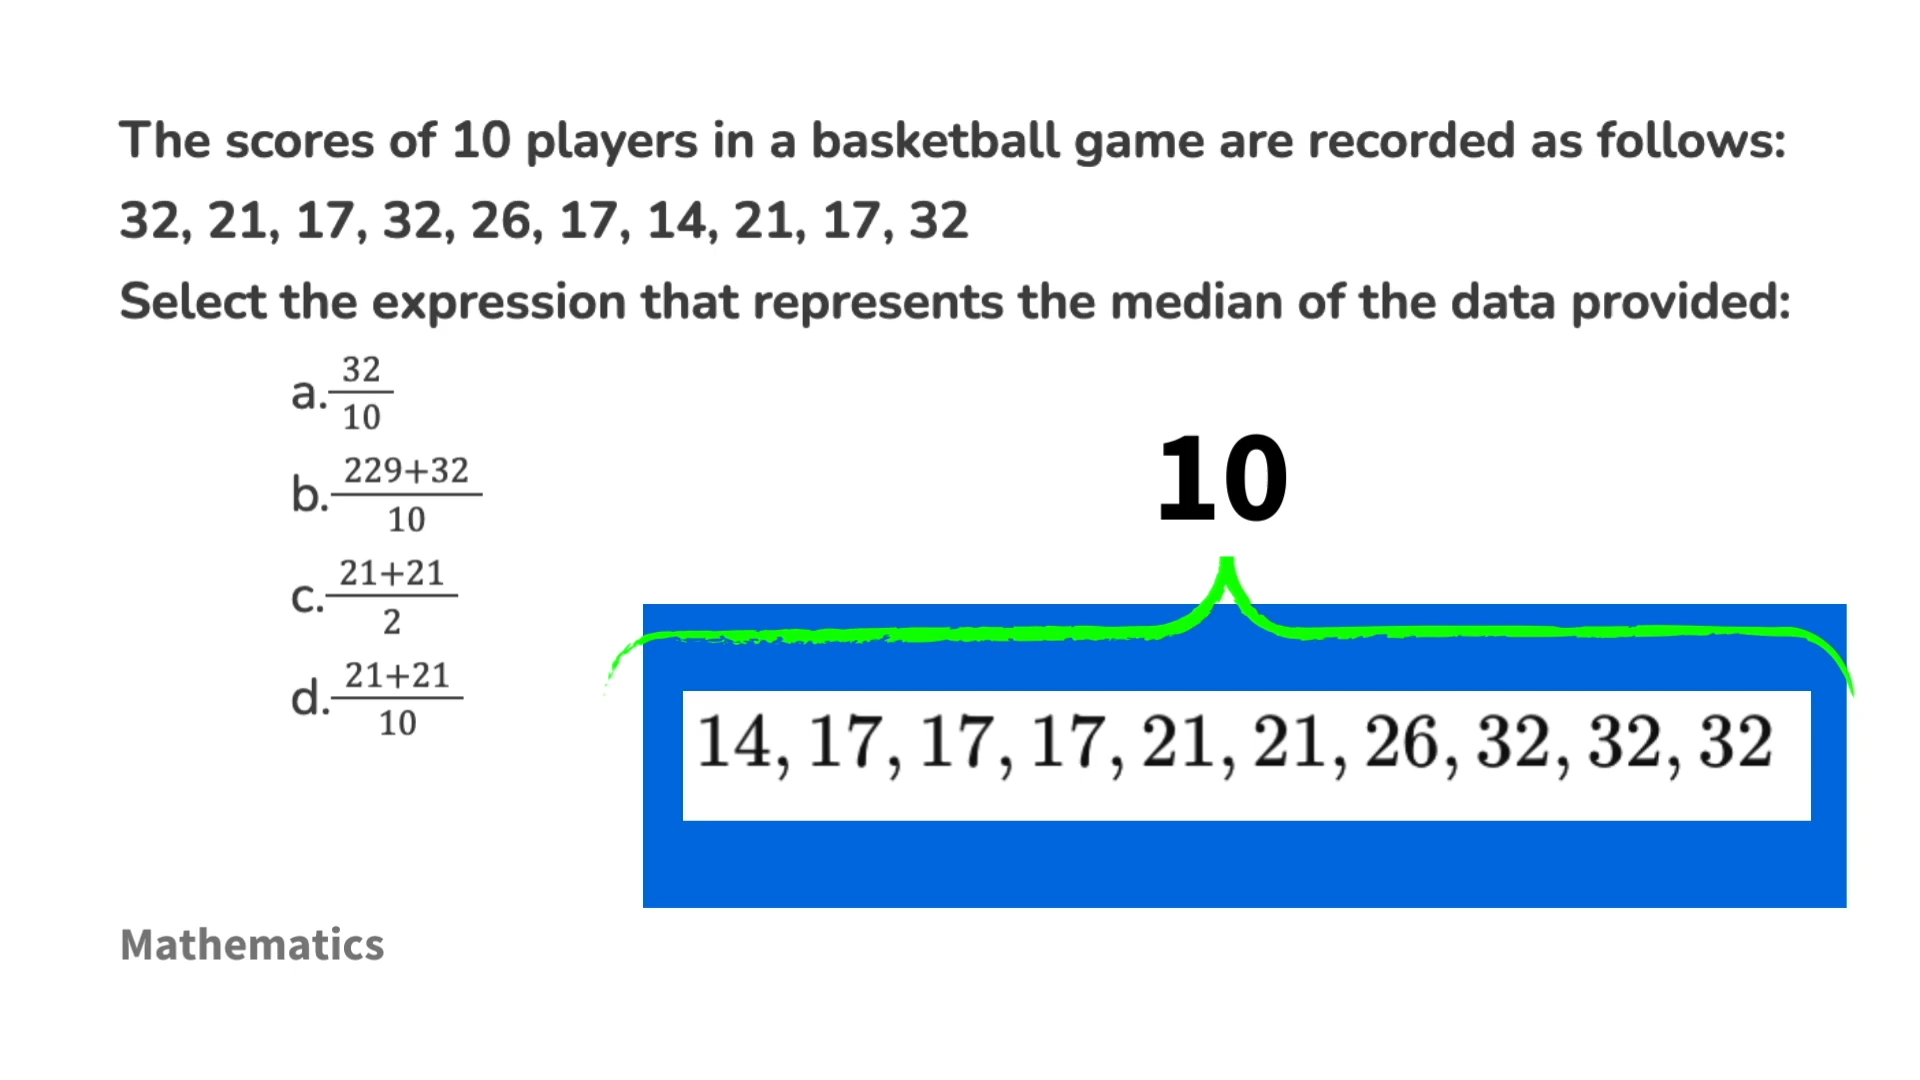 The scores of 10 players in a basketball game are recorded as follows:
32, 21, 17, 32, 26, 17, 14, 21, 17, 32
Select the expression that represents the median of the data provided:
a. 32/10
b. 229+32/10
c. 21+21/2
d. 21+21/10
10
14, 17, 17, 17, 21, 21, 26, 32, 32, 32
Mathematics